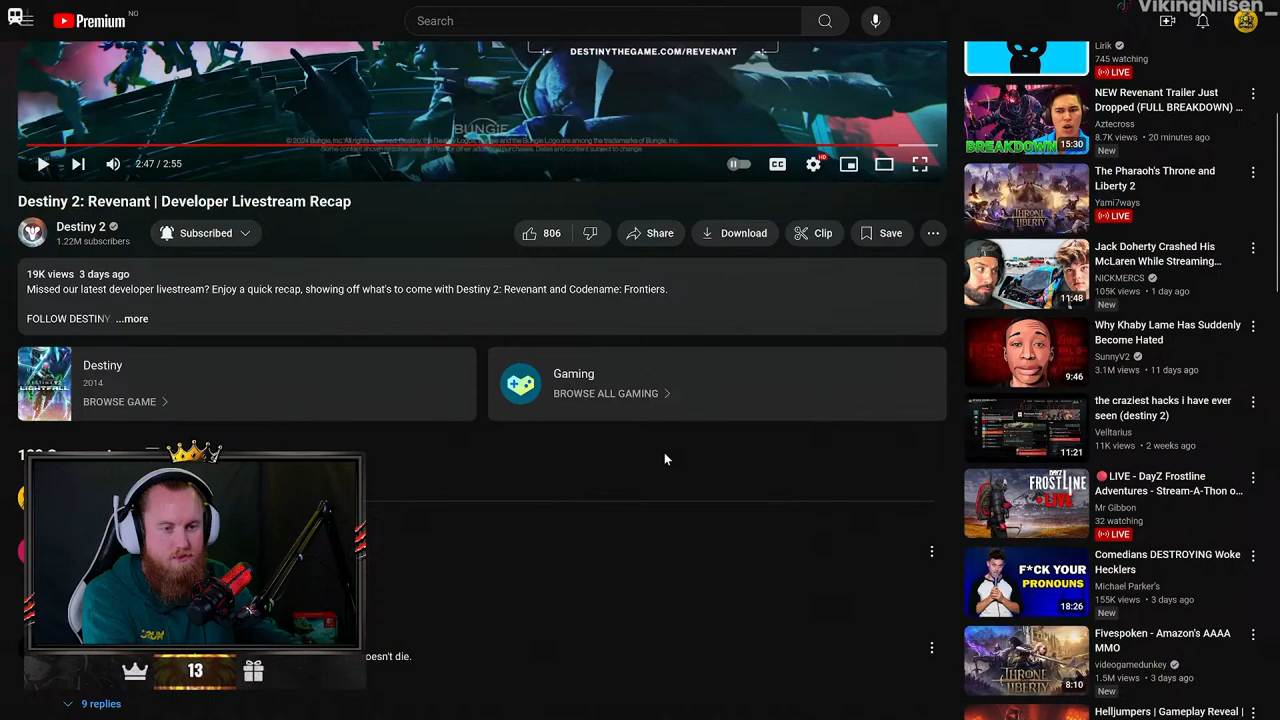 VikingNilsen_
Premium
NO
Search
DESTINYTHEGAME.COM/REVENANT
BUNGIE
2:47 / 2:55
CC
HD
Destiny 2: Revenant | Developer Livestream Recap
Destiny 2
1.22M subscribers
Subscribed
806
Share
Download
Clip
Save
19K views 3 days ago
Missed our latest developer livestream? Enjoy a quick recap, showing off what's to come with Destiny 2: Revenant and Codename: Frontiers.
FOLLOW DESTINY ...more
Destiny
2014
BROWSE GAME
Gaming
BROWSE ALL GAMING
13
oesn't die.
9 replies
Lirik
745 watching
LIVE
NEW Revenant Trailer Just
Dropped (FULL BREAKDOWN) ...
Aztecross
8.7K views • 20 minutes ago
New
BREAKDOWN
15:30
The Pharaoh's Throne and
Liberty 2
Yami7ways
LIVE
THRONE
LIBERTY
Jack Doherty Crashed His
McLaren While Streaming...
NICKMERCS
105K views • 1 day ago
New
11:48
Why Khaby Lame Has Suddenly
Become Hated
SunnyV2
3.1M views • 11 days ago
9:46
the craziest hacks i have ever
seen (destiny 2)
Velltarius
11K views • 2 weeks ago
11:21
LIVE - DayZ Frostline
Adventures - Stream-A-Thon o...
Mr Gibbon
32 watching
LIVE
DAYZ
FROSTLINE
LIVE
Comedians DESTROYING Woke
Hecklers
Michael Parker's
155K views • 3 days ago
New
F*CK YOUR
PRONOUNS
18:26
Fivespoken - Amazon's AAAA
MMO
videogamedunkey
1.5M views • 3 days ago
New
THRONE
LIBERTY
8:10
Helljumpers | Gameplay Reveal |